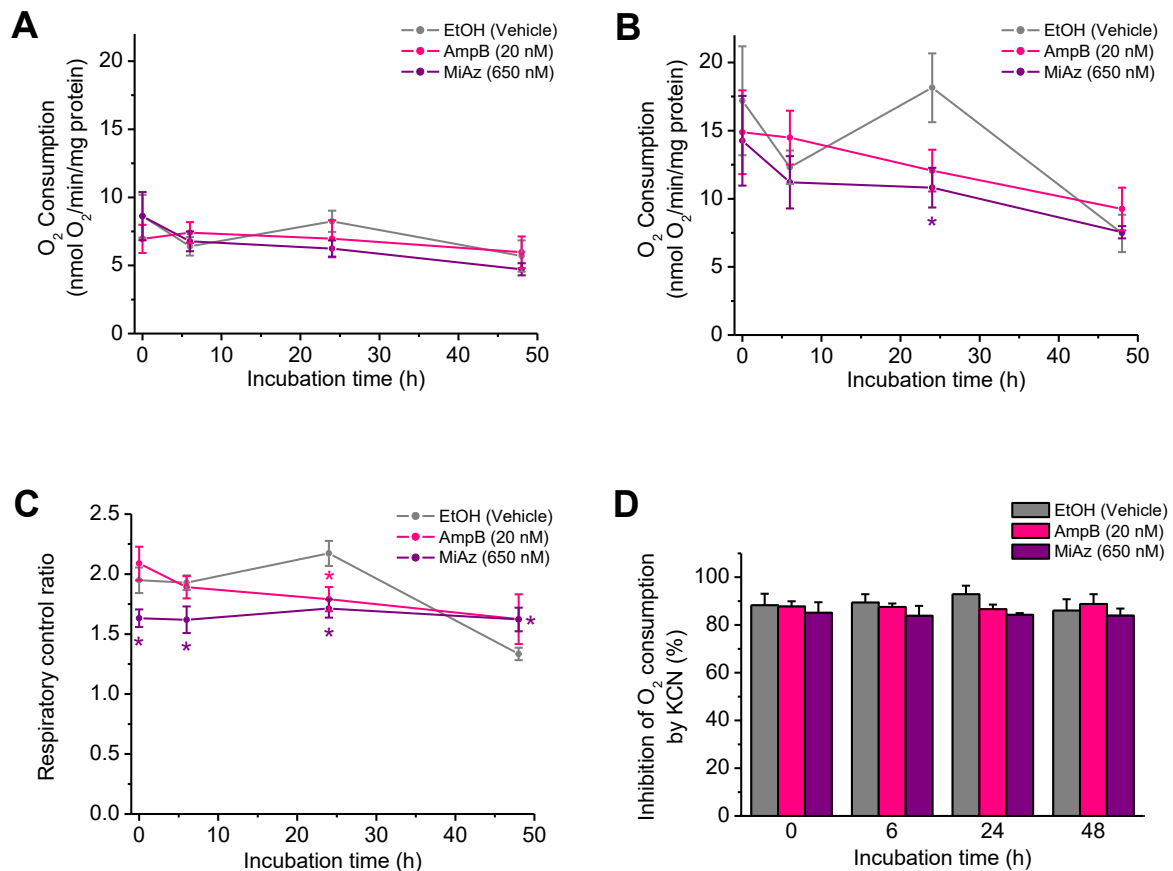 A
EtOH (Vehicle)
AmpB (20 nM)
MiAz (650 nM)
O2 Consumption
(nmol O2/min/mg protein)
20
15
10
5
0
0 10 20 30 40 50
Incubation time (h)
B
EtOH (Vehicle)
AmpB (20 nM)
MiAz (650 nM)
O2 Consumption
(nmol O2/min/mg protein)
20
15
10
5
0
*
0 10 20 30 40 50
Incubation time (h)
C
EtOH (Vehicle)
AmpB (20 nM)
MiAz (650 nM)
Respiratory control ratio
2.5
2.0
1.5
1.0
0.5
0.0
*
* * * *
0 10 20 30 40 50
Incubation time (h)
D
EtOH (Vehicle)
AmpB (20 nM)
MiAz (650 nM)
Inhibition of O2 consumption
by KCN (%)
100
80
60
40
20
0
0 6 24 48
Incubation time (h)